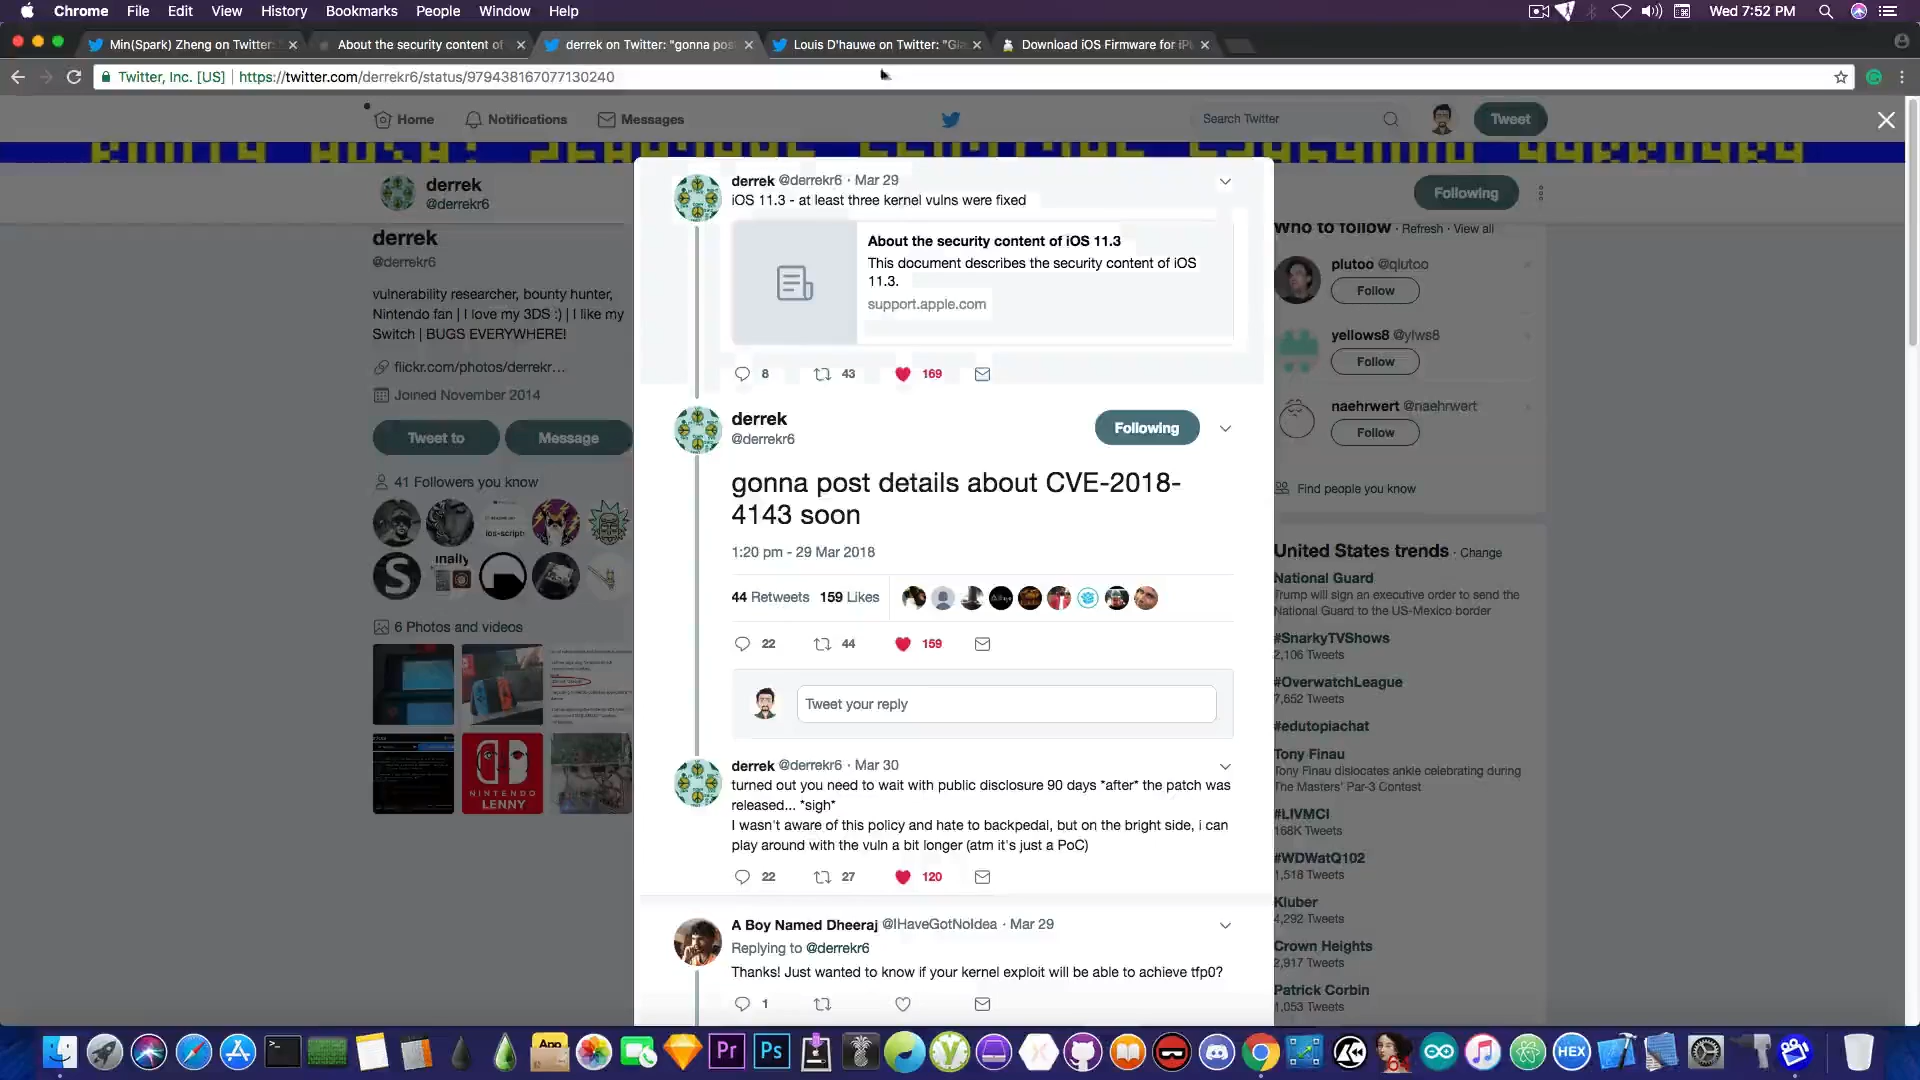 Chrome File Edit View History Bookmarks People Window Help Wed 7:52 PM
Min(Spark) Zheng on Twitter: About the security content of derrek on Twitter: "gonna pos Louis D'hauwe on Twitter: "Gia Download iOS Firmware for iPh
Twitter, Inc. [US] https://twitter.com/derrekr6/status/979438167077130240
Home Notifications Messages Search Twitter Tweet
derrek
@derrekr6
Following
derrek
@derrekr6
vulnerability researcher, bounty hunter,
Nintendo fan | I love my 3DS :) | I like my
Switch | BUGS EVERYWHERE!
flickr.com/photos/derrekr…
Joined November 2014
Tweet to Message
41 Followers you know
ios-script
S
inally
6 Photos and videos
NINTENDO
LENNY
derrek @derrekr6 · Mar 29
iOS 11.3 - at least three kernel vulns were fixed
About the security content of iOS 11.3
This document describes the security content of iOS
11.3.
support.apple.com
8 43 169
derrek
@derrekr6
Following
gonna post details about CVE-2018-
4143 soon
1:20 pm - 29 Mar 2018
44 Retweets 159 Likes
22 44 159
Tweet your reply
derrek @derrekr6 · Mar 30
turned out you need to wait with public disclosure 90 days *after* the patch was
released... *sigh*
I wasn't aware of this policy and hate to backpedal, but on the bright side, i can
play around with the vuln a bit longer (atm it's just a PoC)
22 27 120
A Boy Named Dheeraj @IHaveGotNoIdea · Mar 29
Replying to @derrekr6
Thanks! Just wanted to know if your kernel exploit will be able to achieve tfp0?
1
Who to follow · Refresh · View all
plutoo @qlutoo
Follow
yellows8 @ylws8
Follow
naehrwert @naehrwert
Follow
Find people you know
United States trends · Change
National Guard
Trump will sign an executive order to send the
National Guard to the US-Mexico border
#SnarkyTVShows
2,106 Tweets
#OverwatchLeague
7,652 Tweets
#edutopiachat
Tony Finau
Tony Finau dislocates ankle celebrating during
The Masters' Par-3 Contest
#LIVMCI
168K Tweets
#WDWatQ102
1,518 Tweets
Kluber
4,292 Tweets
Crown Heights
2,917 Tweets
Patrick Corbin
1,053 Tweets
App Pr Ps 64 HEX